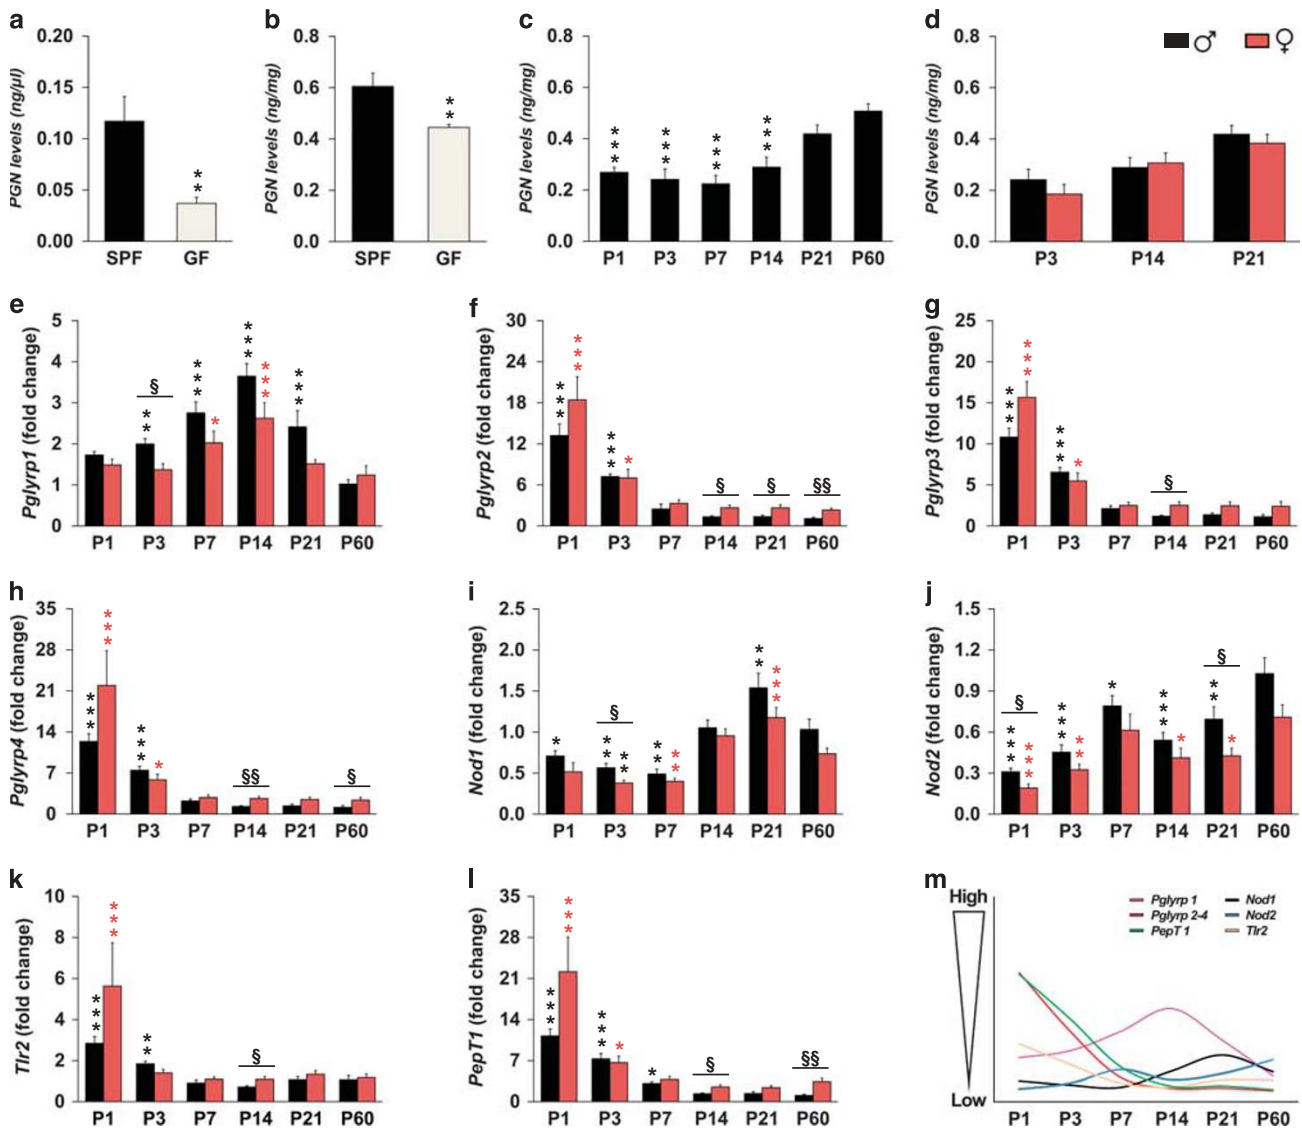 a
PGN levels (ng/µl)
0.20
0.15
0.10
0.05
0.00
**
SPF GF
b
PGN levels (ng/mg)
0.8
0.6
0.4
0.2
0.0
**
SPF GF
c
PGN levels (ng/mg)
0.8
0.6
0.4
0.2
0.0
*** *** *** ***
P1 P3 P7 P14 P21 P60
d
PGN levels (ng/mg)
0.8
0.6
0.4
0.2
0.0
♂ ♀
P3 P14 P21
e
Pglyrp1 (fold change)
5
4
3
2
1
0
§
** *** * *** *** ***
P1 P3 P7 P14 P21 P60
f
Pglyrp2 (fold change)
30
24
18
12
6
0
*** *** *** *
§ § §§
P1 P3 P7 P14 P21 P60
g
Pglyrp3 (fold change)
25
20
15
10
5
0
*** *** *** *
§
P1 P3 P7 P14 P21 P60
h
Pglyrp4 (fold change)
35
28
21
14
7
0
*** *** *** *
§§ §
P1 P3 P7 P14 P21 P60
i
Nod1 (fold change)
2.5
2.0
1.5
1.0
0.5
0.0
§
* ** ** ** ** ** ***
P1 P3 P7 P14 P21 P60
j
Nod2 (fold change)
1.5
1.2
0.9
0.6
0.3
0.0
§ §
*** *** *** ** * *** * ** *
P1 P3 P7 P14 P21 P60
k
Tlr2 (fold change)
10
8
6
4
2
0
*** *** **
§
P1 P3 P7 P14 P21 P60
l
PepT1 (fold change)
35
28
21
14
7
0
*** *** *** * *
§ §§
P1 P3 P7 P14 P21 P60
m
High
Low
Pglyrp 1
Pglyrp 2-4
PepT 1
Nod1
Nod2
Tlr2
P1 P3 P7 P14 P21 P60